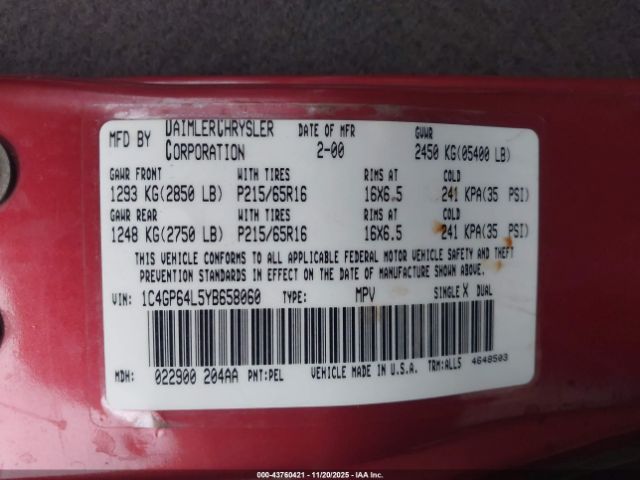 MFD BY DAIMLERCHRYSLER CORPORATION DATE OF MFR 2-00 GVWR 2450 KG(05400 LB)
GAWR FRONT WITH TIRES RIMS AT COLD
1293 KG(2850 LB) P215/65R16 16X6.5 241 KPA(35 PSI)
GAWR REAR WITH TIRES RIMS AT COLD
1248 KG(2750 LB) P215/65R16 16X6.5 241 KPA(35 PSI)
THIS VEHICLE CONFORMS TO ALL APPLICABLE FEDERAL MOTOR VEHICLE SAFETY AND THEFT
PREVENTION STANDARDS IN EFFECT ON THE DATE OF MANUFACTURE SHOWN ABOVE.
VIN: 1C4GP64L5YB658060 TYPE: MPV SINGLE X DUAL
MDH: 022900 204AA PNT:PEL VEHICLE MADE IN U.S.A. TRM:ALL5 4648503
000-43760421 - 11/20/2025 - IAA Inc.